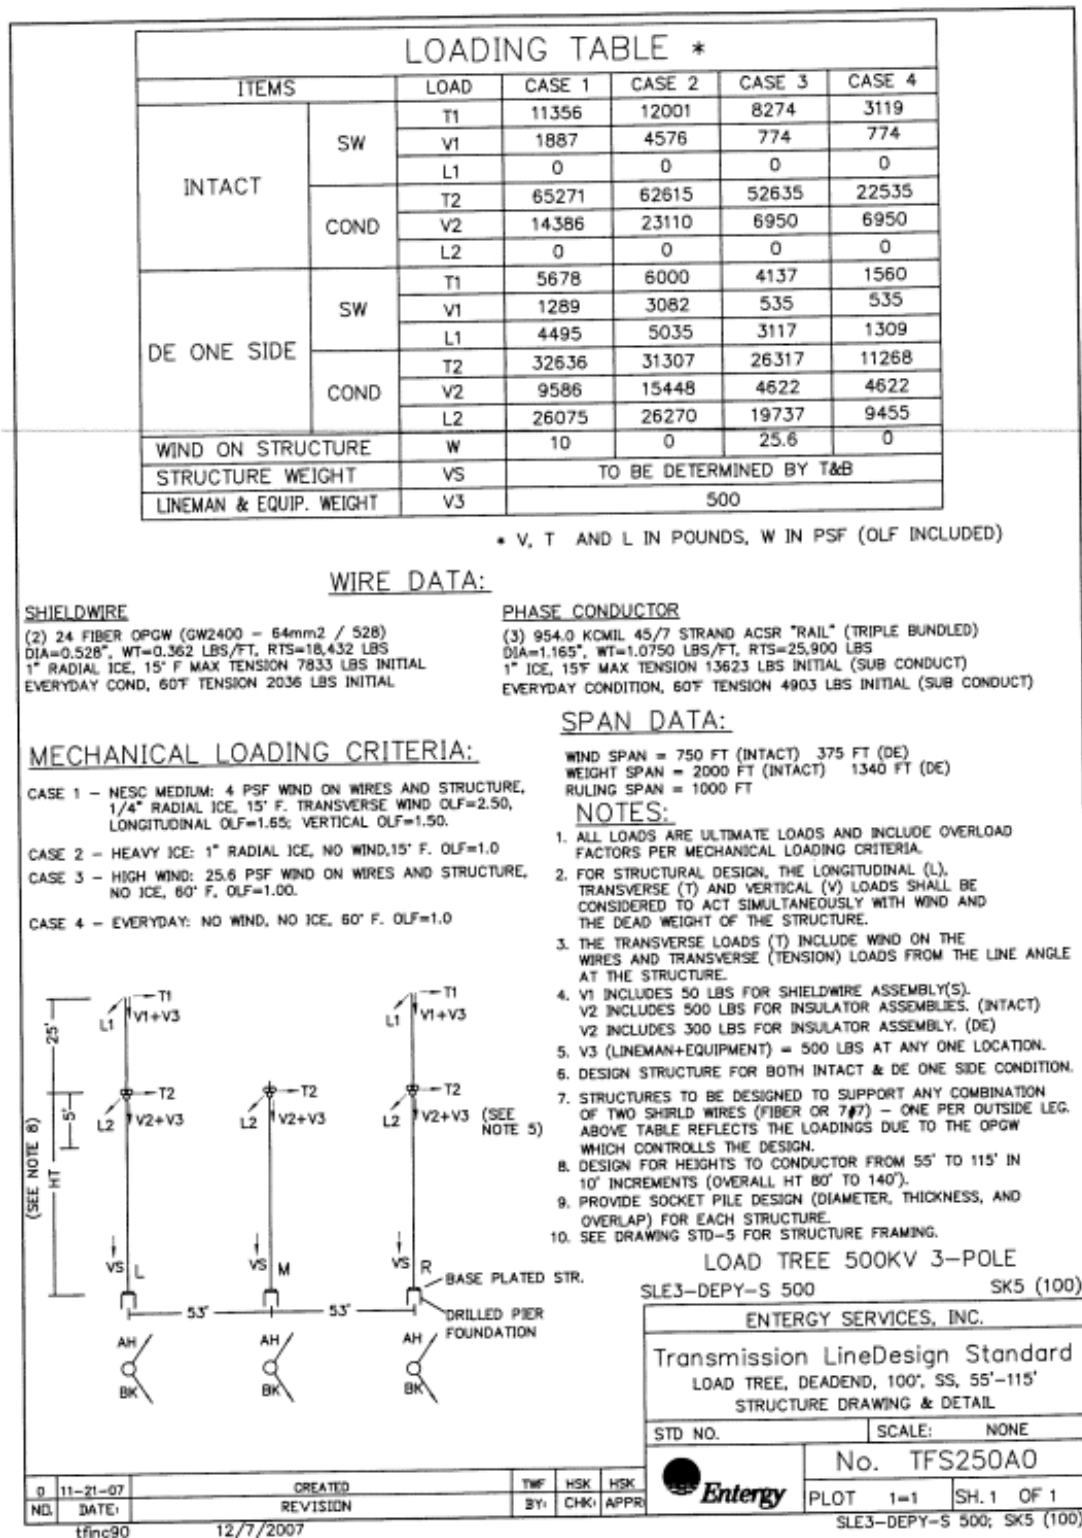 LOADING TABLE *
ITEMS LOAD CASE 1 CASE 2 CASE 3 CASE 4
INTACT
SW
T1 11356 12001 8274 3119
V1 1887 4576 774 774
L1 0 0 0 0
COND
T2 65271 62615 52635 22535
V2 14386 23110 6950 6950
L2 0 0 0 0
DE ONE SIDE
SW
T1 5678 6000 4137 1560
V1 1289 3082 535 535
L1 4495 5035 3117 1309
COND
T2 32636 31307 26317 11268
V2 9586 15448 4622 4622
L2 26075 26270 19737 9455
WIND ON STRUCTURE W 10 0 25.6 0
STRUCTURE WEIGHT VS TO BE DETERMINED BY T&B
LINEMAN & EQUIP. WEIGHT V3 500
* V, T AND L IN POUNDS, W IN PSF (OLF INCLUDED)
WIRE DATA:
SHIELDWIRE
(2) 24 FIBER OPGW (GW2400 - 64mm2 / 528)
DIA=0.528", WT=0.362 LBS/FT, RTS=18,432 LBS
1" RADIAL ICE, 15° F MAX TENSION 7833 LBS INITIAL
EVERYDAY COND, 60°F TENSION 2036 LBS INITIAL
PHASE CONDUCTOR
(3) 954.0 KCMIL 45/7 STRAND ACSR "RAIL" (TRIPLE BUNDLED)
DIA=1.165", WT=1.0750 LBS/F, RTS=25,900 LBS
1" ICE, 15°F MAX TENSION 13623 LBS INITIAL (SUB CONDUCT)
EVERYDAY CONDITION, 60°F TENSION 4903 LBS INITIAL (SUB CONDUCT)
SPAN DATA:
WIND SPAN = 750 FT (INTACT) 375 FT (DE)
WEIGHT SPAN = 2000 FT (INTACT) 1340 FT (DE)
RULING SPAN = 1000 FT
MECHANICAL LOADING CRITERIA:
CASE 1 - NESC MEDIUM: 4 PSF WIND ON WIRES AND STRUCTURE,
1/4" RADIAL ICE, 15° F. TRANSVERSE WIND OLF=2.50,
LONGITUDINAL OLF=1.65; VERTICAL OLF=1.50.
CASE 2 - HEAVY ICE: 1" RADIAL ICE, NO WIND,15° F. OLF=1.0
CASE 3 - HIGH WIND: 25.6 PSF WIND ON WIRES AND STRUCTURE,
NO ICE, 60° F. OLF=1.00.
CASE 4 - EVERYDAY: NO WIND, NO ICE, 60° F. OLF=1.0
NOTES:
1. ALL LOADS ARE ULTIMATE LOADS AND INCLUDE OVERLOAD
FACTORS PER MECHANICAL LOADING CRITERIA.
2. FOR STRUCTURAL DESIGN, THE LONGITUDINAL (L),
TRANSVERSE (T) AND VERTICAL (V) LOADS SHALL BE
CONSIDERED TO ACT SIMULTANEOUSLY WITH WIND AND
THE DEAD WEIGHT OF THE STRUCTURE.
3. THE TRANSVERSE LOADS (T) INCLUDE WIND ON THE
WIRES AND TRANSVERSE (TENSION) LOADS FROM THE LINE ANGLE
AT THE STRUCTURE.
4. V1 INCLUDES 50 LBS FOR SHIELDWIRE ASSEMBLY(S).
V2 INCLUDES 500 LBS FOR INSULATOR ASSEMBLIES. (INTACT)
V2 INCLUDES 300 LBS FOR INSULATOR ASSEMBLY. (DE)
5. V3 (LINEMAN+EQUIPMENT) = 500 LBS AT ANY ONE LOCATION.
6. DESIGN STRUCTURE FOR BOTH INTACT & DE ONE SIDE CONDITION.
7. STRUCTURES TO BE DESIGNED TO SUPPORT ANY COMBINATION
OF TWO SHIRLD WIRES (FIBER OR 7#7) - ONE PER OUTSIDE LEG.
ABOVE TABLE REFLECTS THE LOADINGS DUE TO THE OPGW
WHICH CONTROLLS THE DESIGN.
8. DESIGN FOR HEIGHTS TO CONDUCTOR FROM 55' TO 115' IN
10' INCREMENTS (OVERALL HT 80' TO 140').
9. PROVIDE SOCKET PILE DESIGN (DIAMETER, THICKNESS, AND
OVERLAP) FOR EACH STRUCTURE.
10. SEE DRAWING STD-5 FOR STRUCTURE FRAMING.
T1 T1
L1 V1+V3 L1 V1+V3
25'
T2 T2 T2
L2 V2+V3 L2 V2+V3 L2 V2+V3
5'
(SEE
NOTE 5)
HT
(SEE NOTE 8)
VS L VS M VS R
BASE PLATED STR.
53' 53'
DRILLED PIER
FOUNDATION
AH AH AH
BK BK BK
LOAD TREE 500KV 3-POLE
SLE3-DEPY-S 500 SK5 (100)
ENTERGY SERVICES, INC.
Transmission LineDesign Standard
LOAD TREE, DEADEND, 100°, SS, 55'-115'
STRUCTURE DRAWING & DETAIL
STD NO. SCALE: NONE
Entergy
No. TFS250A0
PLOT 1=1 SH. 1 OF 1
0 11-21-07 CREATED TWF HSK HSK
NO. DATE: REVISION BY: CHK: APPR
SLE3-DEPY-S 500; SK5 (100)
tfinc90 12/7/2007